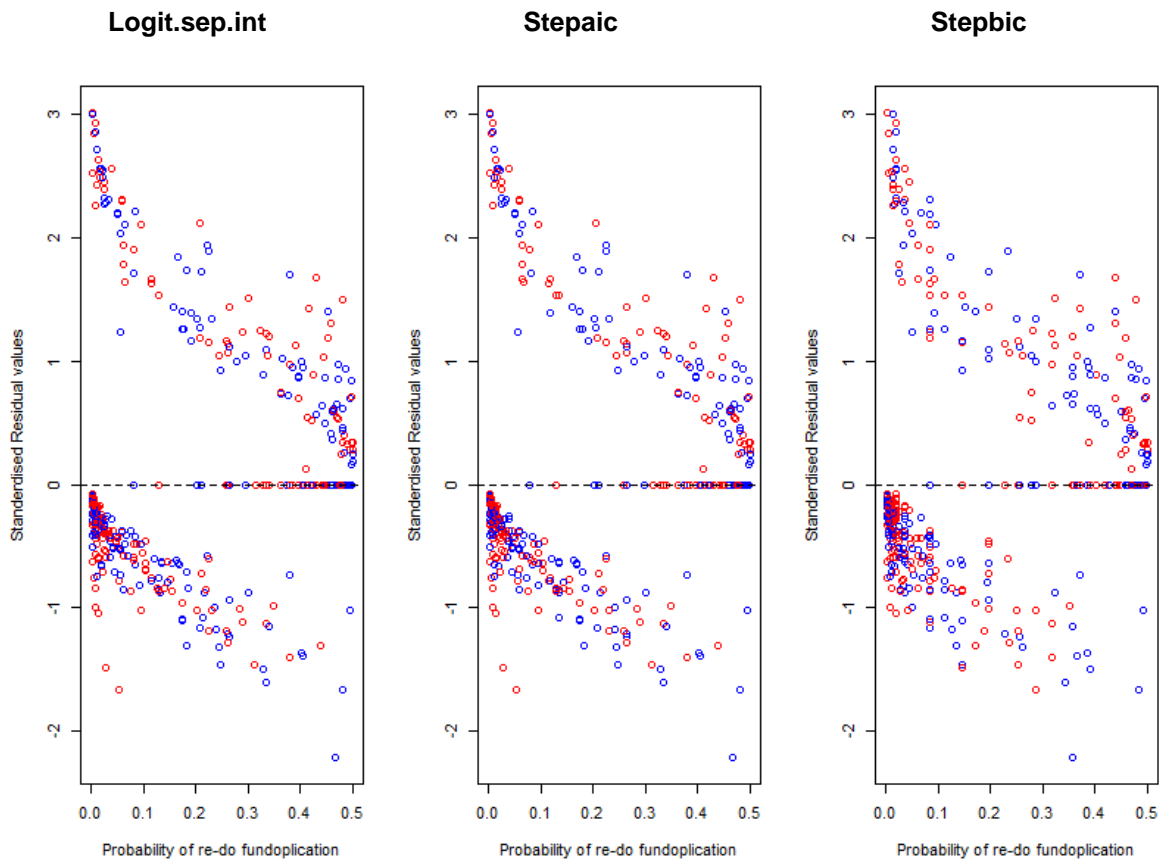 Logit.sep.int
Stepaic
Stepbic
3
2
1
0
-1
-2
Standerdised Residual values
0.0 0.1 0.2 0.3 0.4 0.5
Probability of re-do fundoplication
3
2
1
0
-1
-2
Standerdised Residual values
0.0 0.1 0.2 0.3 0.4 0.5
Probability of re-do fundoplication
3
2
1
0
-1
-2
Standerdised Residual values
0.0 0.1 0.2 0.3 0.4 0.5
Probability of re-do fundoplication